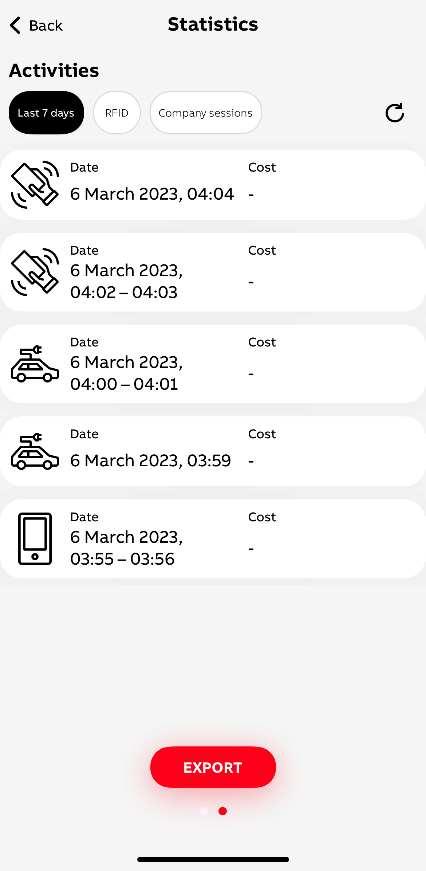 Back
Statistics
Activities
Last 7 days
RFID
Company sessions
Date
Cost
6 March 2023, 04:04
-
Date
Cost
6 March 2023,
04:02 – 04:03
-
Date
Cost
6 March 2023,
04:00 – 04:01
-
Date
Cost
6 March 2023, 03:59
-
Date
Cost
6 March 2023,
03:55 – 03:56
-
EXPORT